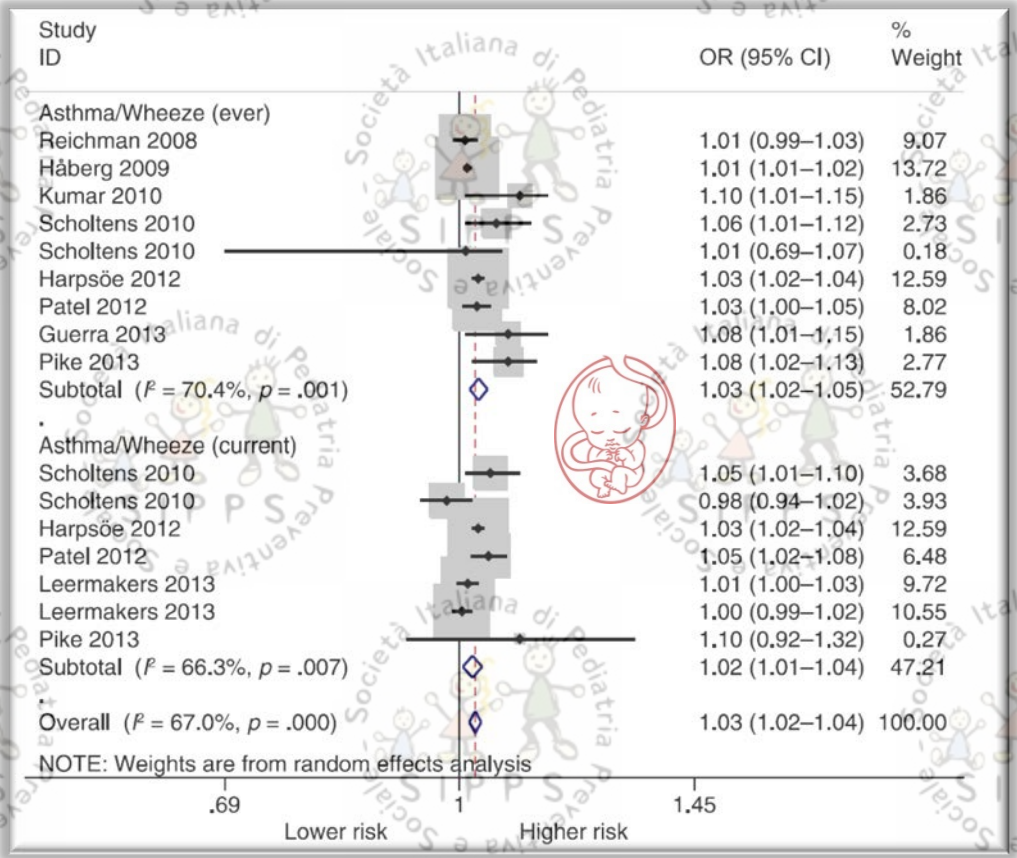 Study
ID OR (95% CI) % Weight
Asthma/Wheeze (ever)
Reichman 2008 1.01 (0.99–1.03) 9.07
Håberg 2009 1.01 (1.01–1.02) 13.72
Kumar 2010 1.10 (1.01–1.15) 1.86
Scholtens 2010 1.06 (1.01–1.12) 2.73
Scholtens 2010 1.01 (0.69–1.07) 0.18
Harpsöe 2012 1.03 (1.02–1.04) 12.59
Patel 2012 1.03 (1.00–1.05) 8.02
Guerra 2013 1.08 (1.01–1.15) 1.86
Pike 2013 1.08 (1.02–1.13) 2.77
Subtotal (I² = 70.4%, p = .001) 1.03 (1.02–1.05) 52.79
.
Asthma/Wheeze (current)
Scholtens 2010 1.05 (1.01–1.10) 3.68
Scholtens 2010 0.98 (0.94–1.02) 3.93
Harpsöe 2012 1.03 (1.02–1.04) 12.59
Patel 2012 1.05 (1.02–1.08) 6.48
Leermakers 2013 1.01 (1.00–1.03) 9.72
Leermakers 2013 1.00 (0.99–1.02) 10.55
Pike 2013 1.10 (0.92–1.32) 0.27
Subtotal (I² = 66.3%, p = .007) 1.02 (1.01–1.04) 47.21
.
Overall (I² = 67.0%, p = .000) 1.03 (1.02–1.04) 100.00
NOTE: Weights are from random effects analysis
.69 1 1.45
Lower risk Higher risk
Società Italiana di Pediatria Preventiva e Sociale
S I P P S